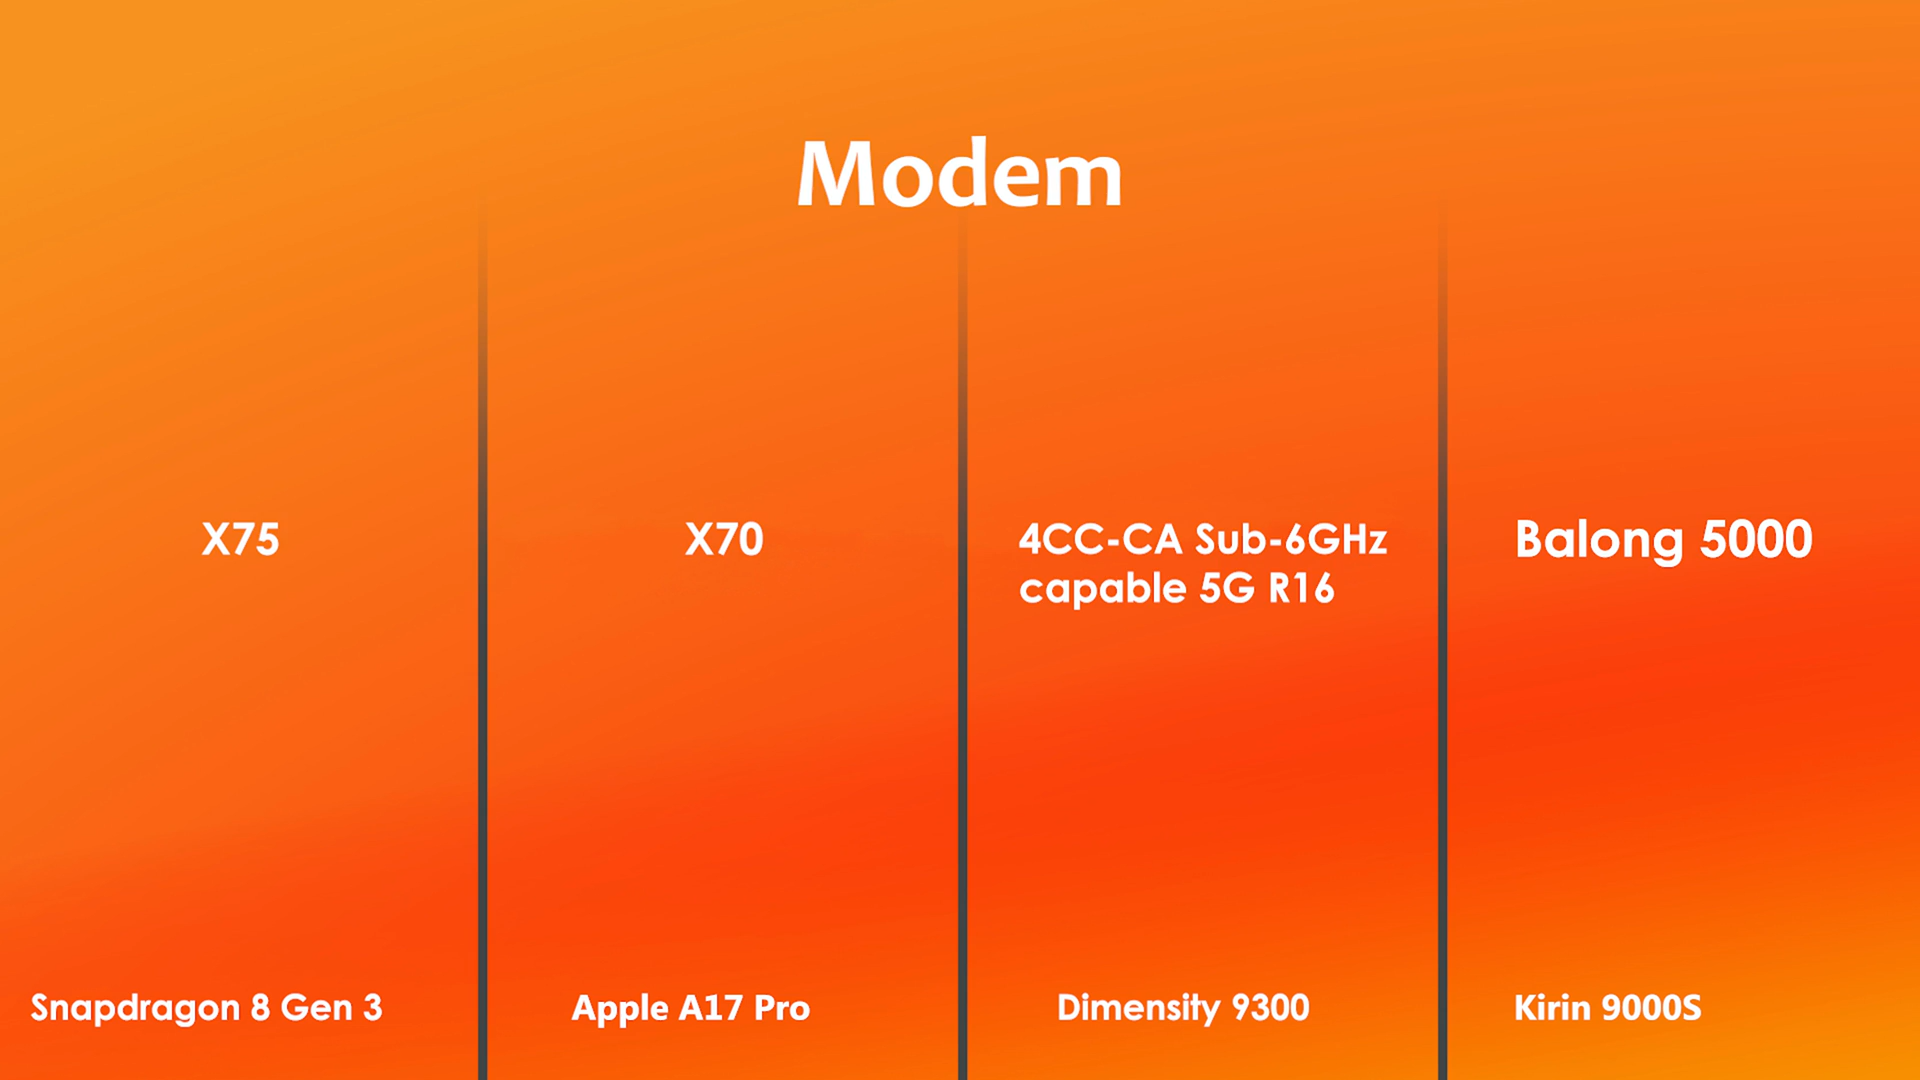 Modem
X75
X70
4CC-CA Sub-6GHz
capable 5G R16
Balong 5000
Snapdragon 8 Gen 3
Apple A17 Pro
Dimensity 9300
Kirin 9000S